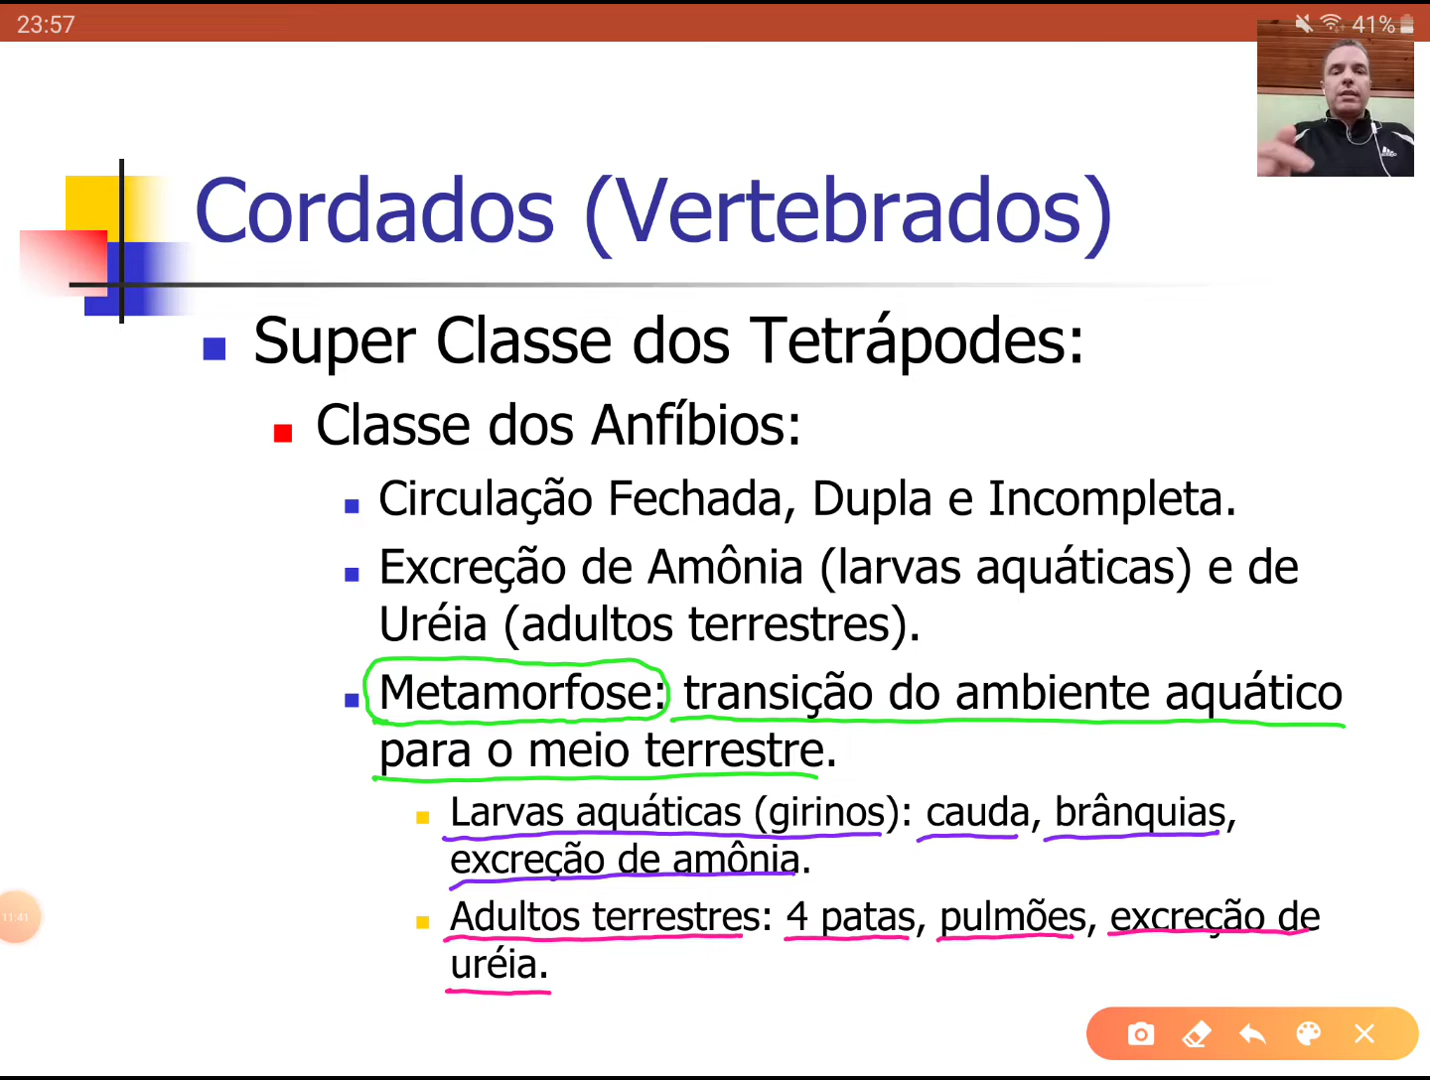 23:57
41%
Cordados (Vertebrados)
Super Classe dos Tetrápodes:
Classe dos Anfíbios:
Circulação Fechada, Dupla e Incompleta.
Excreção de Amônia (larvas aquáticas) e de
Uréia (adultos terrestres).
Metamorfose: transição do ambiente aquático
para o meio terrestre.
Larvas aquáticas (girinos): cauda, brânquias,
excreção de amônia.
Adultos terrestres: 4 patas, pulmões, excreção de
uréia.
11:41